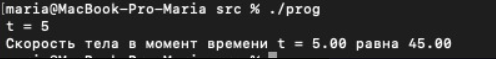 [maria@MacBook-Pro-Maria src % ./prog
t = 5
Скорость тела в момент времени t = 5.00 равна 45.00